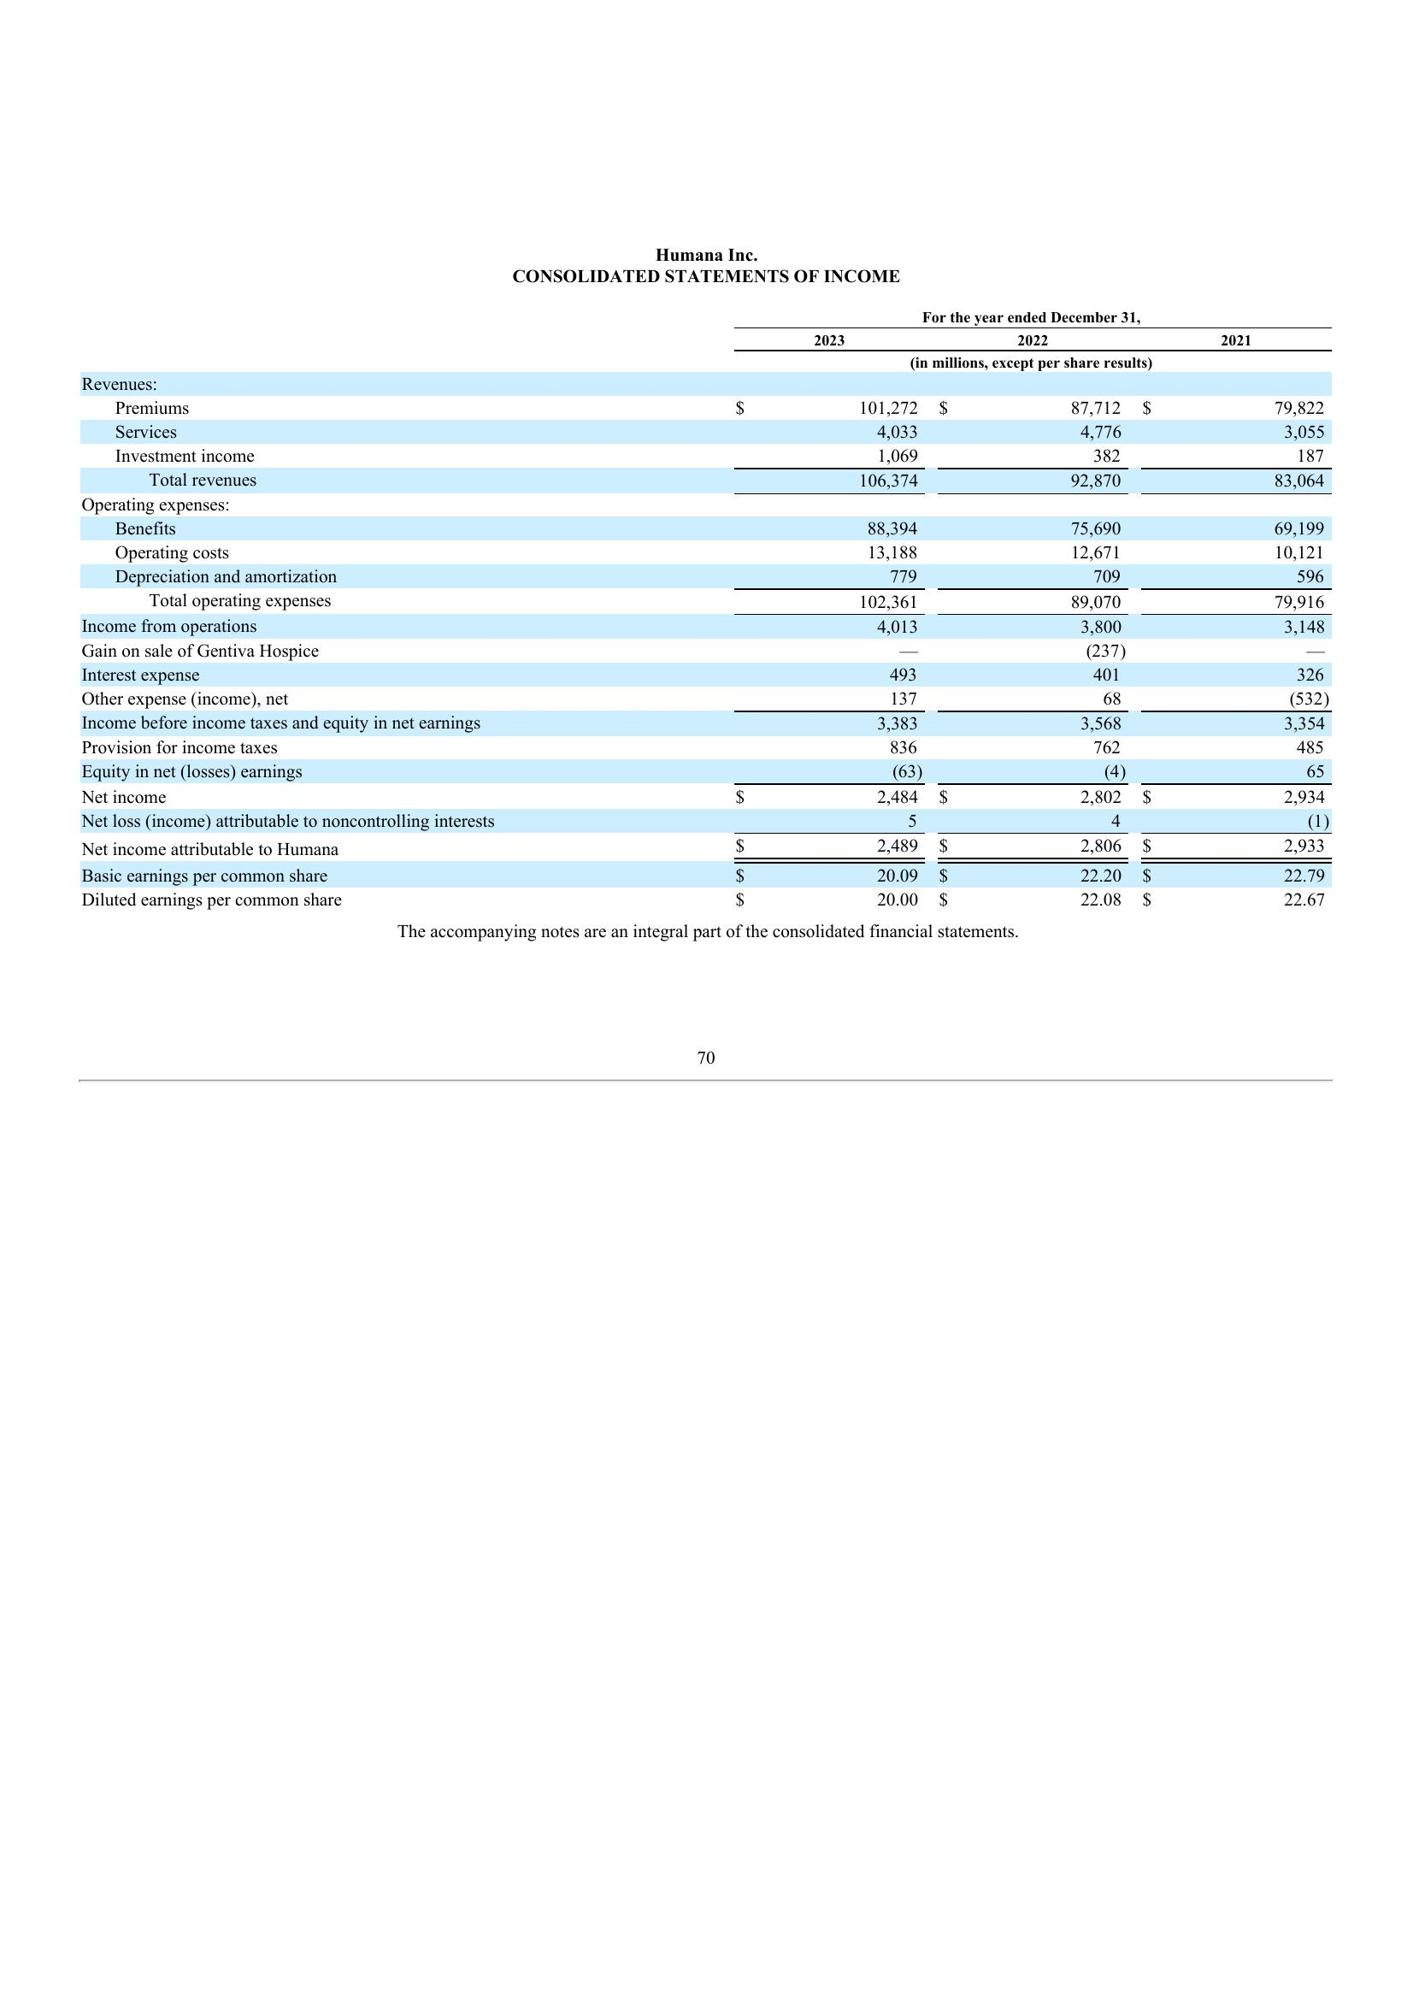 Humana Inc.
CONSOLIDATED STATEMENTS OF INCOME
For the year ended December 31,
2023 2022 2021
(in millions, except per share results)
Revenues:
Premiums $ 101,272 $ 87,712 $ 79,822
Services 4,033 4,776 3,055
Investment income 1,069 382 187
Total revenues 106,374 92,870 83,064
Operating expenses:
Benefits 88,394 75,690 69,199
Operating costs 13,188 12,671 10,121
Depreciation and amortization 779 709 596
Total operating expenses 102,361 89,070 79,916
Income from operations 4,013 3,800 3,148
Gain on sale of Gentiva Hospice — (237) —
Interest expense 493 401 326
Other expense (income), net 137 68 (532)
Income before income taxes and equity in net earnings 3,383 3,568 3,354
Provision for income taxes 836 762 485
Equity in net (losses) earnings (63) (4) 65
Net income $ 2,484 $ 2,802 $ 2,934
Net loss (income) attributable to noncontrolling interests 5 4 (1)
Net income attributable to Humana $ 2,489 $ 2,806 $ 2,933
Basic earnings per common share $ 20.09 $ 22.20 $ 22.79
Diluted earnings per common share $ 20.00 $ 22.08 $ 22.67
The accompanying notes are an integral part of the consolidated financial statements.
70